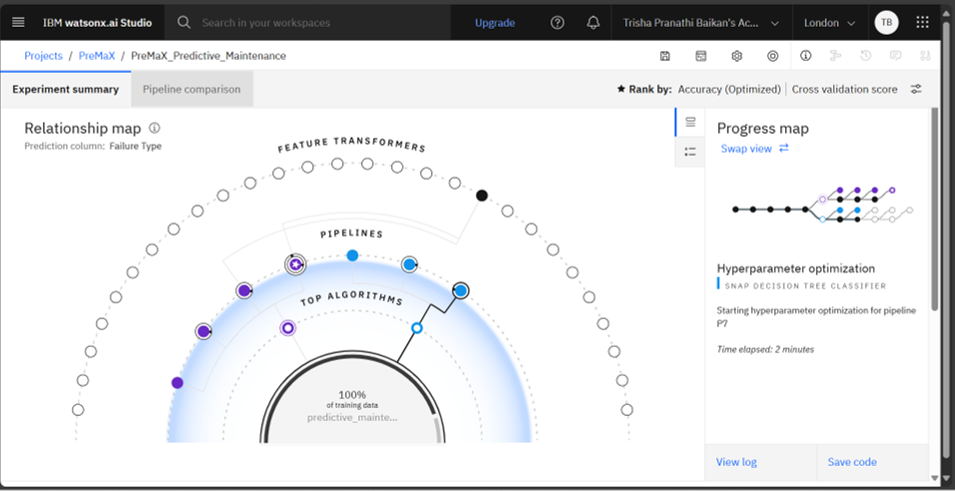 IBM watsonx.ai Studio
Search in your workspaces
Upgrade
Trisha Pranathi Baikan's Ac...
London
TB
Projects / PreMaX / PreMaX_Predictive_Maintenance
Experiment summary
Pipeline comparison
Rank by: Accuracy (Optimized) | Cross validation score
Relationship map
Prediction column: Failure Type
FEATURE TRANSFORMERS
PIPELINES
TOP ALGORITHMS
100%
of training data
predictive_mainte...
Progress map
Swap view
Hyperparameter optimization
SNAP DECISION TREE CLASSIFIER
Starting hyperparameter optimization for pipeline
P7
Time elapsed: 2 minutes
View log
Save code